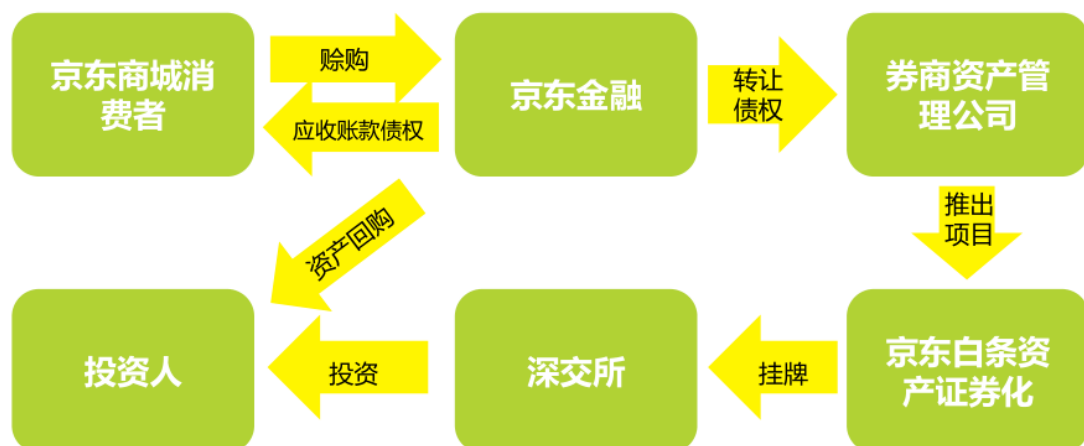 京东商城消
费者
赊购
应收账款债权
京东金融
转让
债权
券商资产管
理公司
资产回购
推出
项目
投资人
投资
深交所
挂牌
京东白条资
产证券化